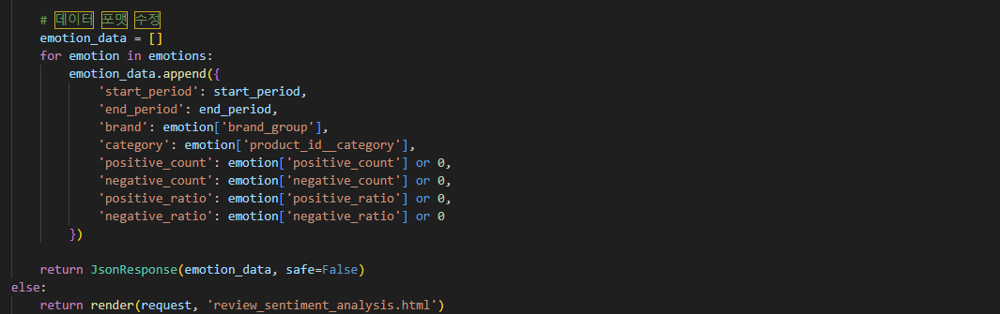 # 데이터 포맷 수정
emotion_data = []
for emotion in emotions:
emotion_data.append({
'start_period': start_period,
'end_period': end_period,
'brand': emotion['brand_group'],
'category': emotion['product_id__category'],
'positive_count': emotion['positive_count'] or 0,
'negative_count': emotion['negative_count'] or 0,
'positive_ratio': emotion['positive_ratio'] or 0,
'negative_ratio': emotion['negative_ratio'] or 0
})
return JsonResponse(emotion_data, safe=False)
else:
return render(request, 'review_sentiment_analysis.html')